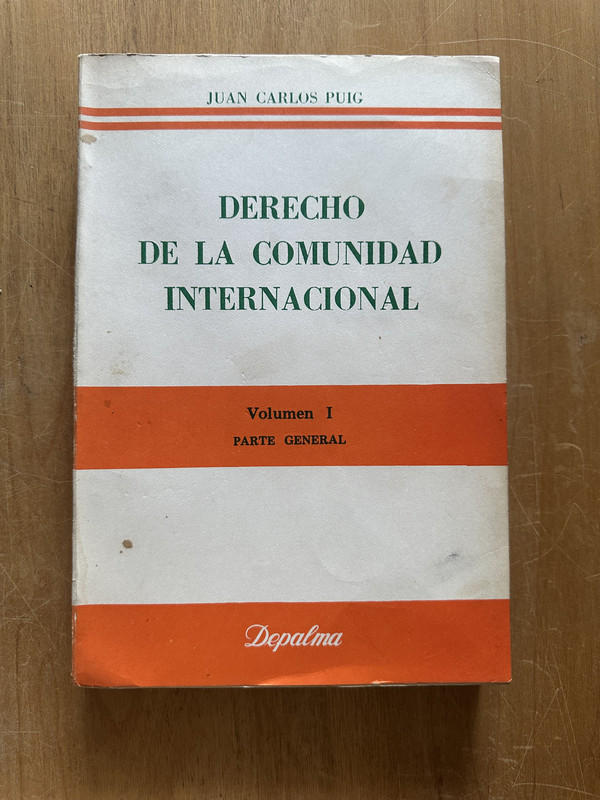 JUAN CARLOS PUIG
DERECHO
DE LA COMUNIDAD
INTERNACIONAL
Volumen I
PARTE GENERAL
Depalma